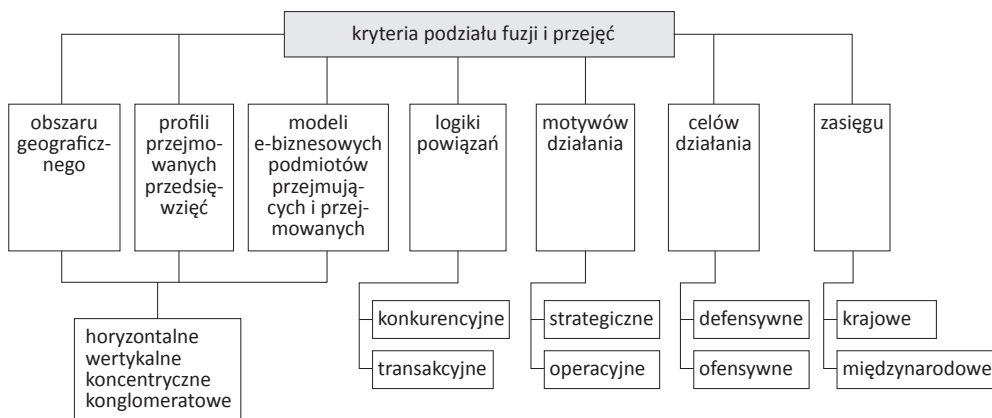 kryteria podziału fuzji i przejęć
obszaru
geograficz-
nego
profili
przejmo-
wanych
przedsię-
wzięć
modeli
e-biznesowych
podmiotów
przejmują-
cych i przej-
mowanych
logiki
powiązań
motywów
działania
celów
działania
zasięgu
horyzontalne
wertykalne
koncentryczne
konglomeratowe
konkurencyjne
transakcyjne
strategiczne
operacyjne
defensywne
ofensywne
krajowe
międzynarodowe